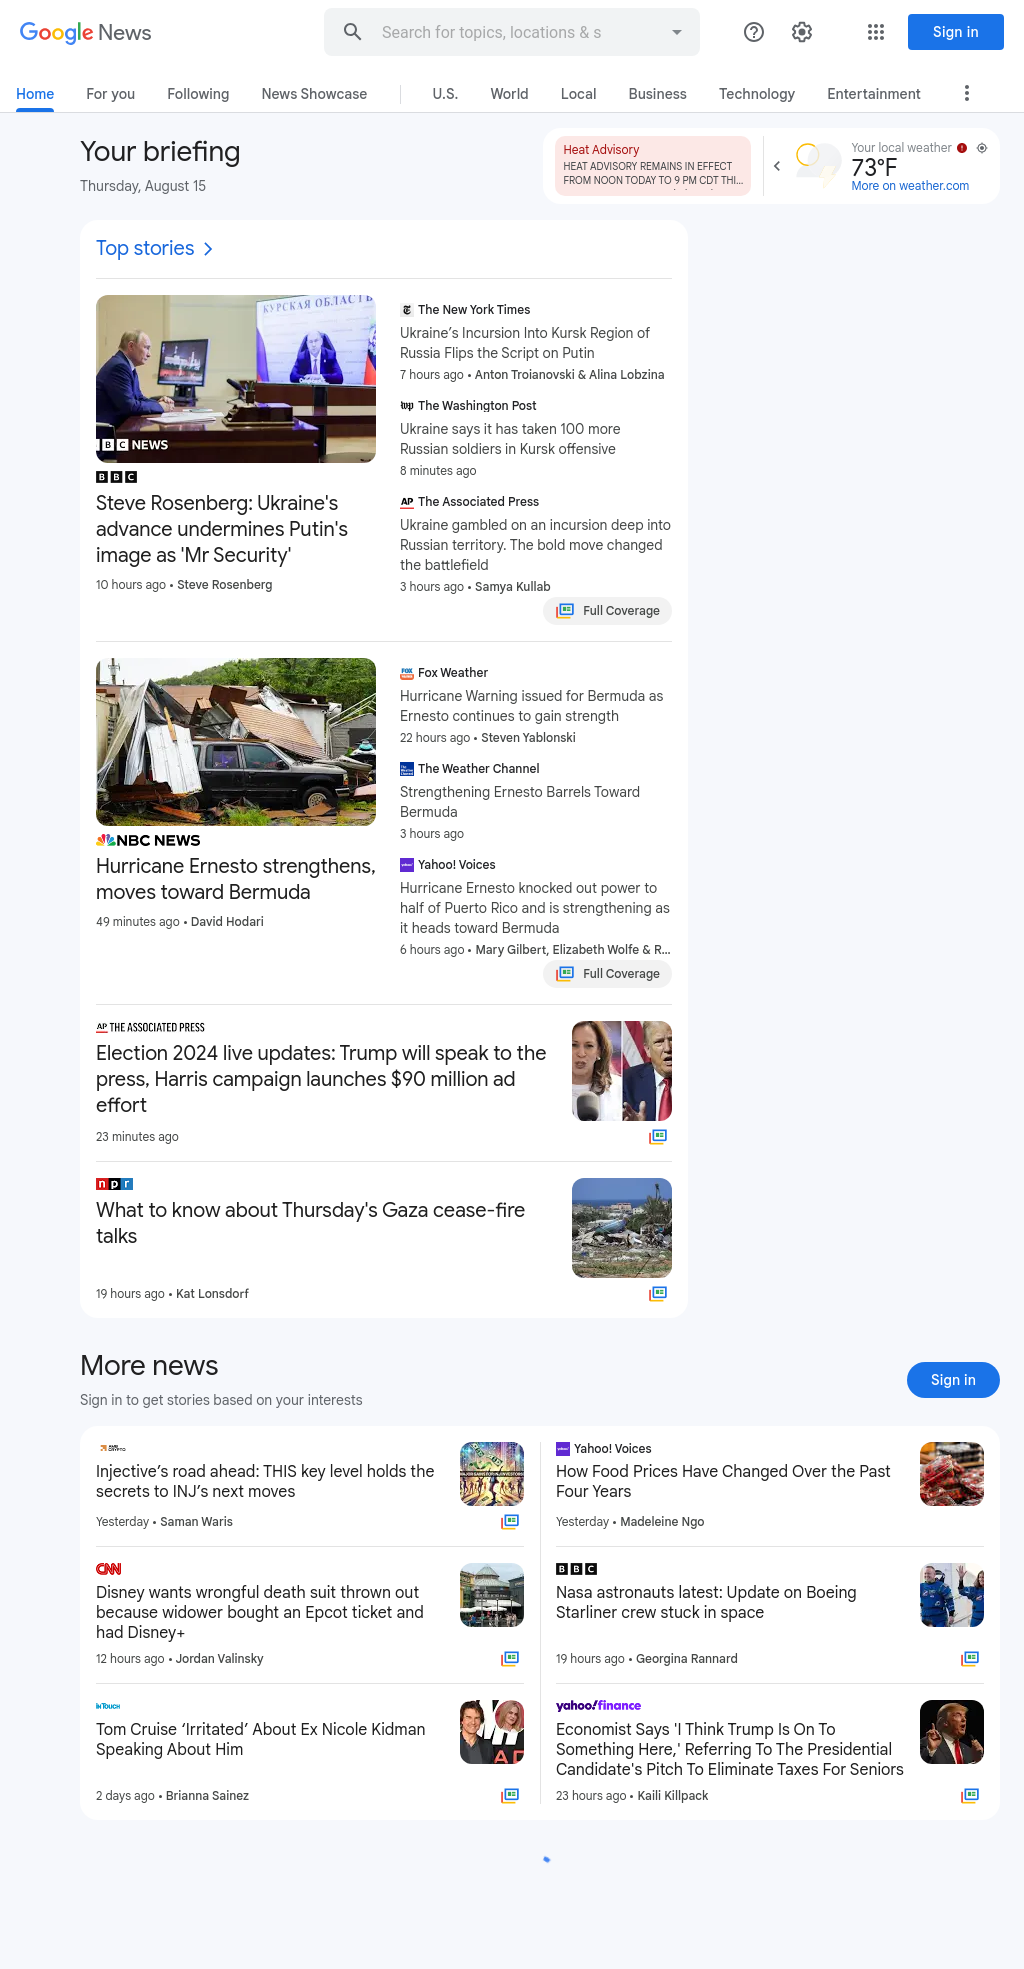 Google News
Search for topics, locations & s
Sign in
Home
For you
Following
News Showcase
U.S.
World
Local
Business
Technology
Entertainment
Your briefing
Thursday, August 15
Heat Advisory
HEAT ADVISORY REMAINS IN EFFECT
FROM NOON TODAY TO 9 PM CDT THI...
Your local weather
73°F
More on weather.com
Top stories
КУРСКАЯ ОБЛАСТЬ
BBC NEWS
BBC
Steve Rosenberg: Ukraine's
advance undermines Putin's
image as 'Mr Security'
10 hours ago • Steve Rosenberg
The New York Times
Ukraine’s Incursion Into Kursk Region of
Russia Flips the Script on Putin
7 hours ago • Anton Troianovski & Alina Lobzina
wp The Washington Post
Ukraine says it has taken 100 more
Russian soldiers in Kursk offensive
8 minutes ago
AP The Associated Press
Ukraine gambled on an incursion deep into
Russian territory. The bold move changed
the battlefield
3 hours ago • Samya Kullab
Full Coverage
NBC NEWS
Hurricane Ernesto strengthens,
moves toward Bermuda
49 minutes ago • David Hodari
Fox Weather
Hurricane Warning issued for Bermuda as
Ernesto continues to gain strength
22 hours ago • Steven Yablonski
The Weather Channel
Strengthening Ernesto Barrels Toward
Bermuda
3 hours ago
Yahoo! Voices
Hurricane Ernesto knocked out power to
half of Puerto Rico and is strengthening as
it heads toward Bermuda
6 hours ago • Mary Gilbert, Elizabeth Wolfe & R...
Full Coverage
AP THE ASSOCIATED PRESS
Election 2024 live updates: Trump will speak to the
press, Harris campaign launches $90 million ad
effort
23 minutes ago
npr
What to know about Thursday's Gaza cease-fire
talks
19 hours ago • Kat Lonsdorf
More news
Sign in to get stories based on your interests
Sign in
Injective’s road ahead: THIS key level holds the
secrets to INJ’s next moves
Yesterday • Saman Waris
Yahoo! Voices
How Food Prices Have Changed Over the Past
Four Years
Yesterday • Madeleine Ngo
CNN
Disney wants wrongful death suit thrown out
because widower bought an Epcot ticket and
had Disney+
12 hours ago • Jordan Valinsky
BBC
Nasa astronauts latest: Update on Boeing
Starliner crew stuck in space
19 hours ago • Georgina Rannard
InTouch
Tom Cruise ‘Irritated’ About Ex Nicole Kidman
Speaking About Him
2 days ago • Brianna Sainez
yahoo!finance
Economist Says 'I Think Trump Is On To
Something Here,' Referring To The Presidential
Candidate's Pitch To Eliminate Taxes For Seniors
23 hours ago • Kaili Killpack